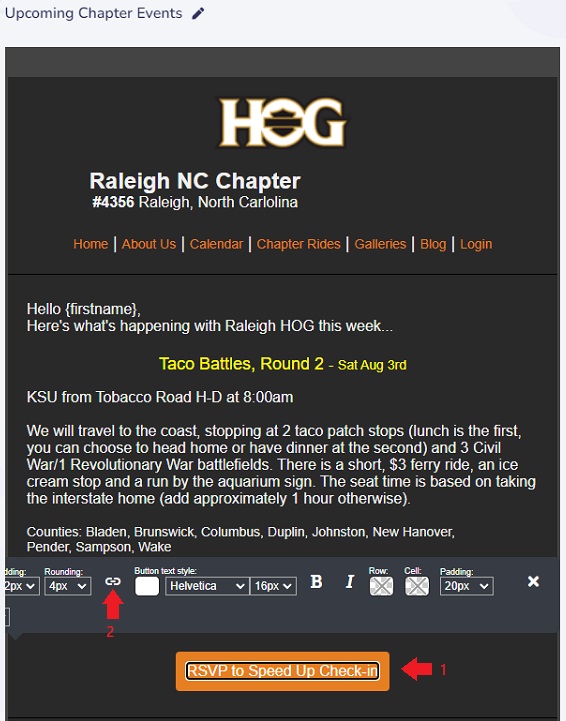 Upcoming Chapter Events
HOG
Raleigh NC Chapter
#4356 Raleigh, North Carlolina
Home | About Us | Calendar | Chapter Rides | Galleries | Blog | Login
Hello {firstname},
Here's what's happening with Raleigh HOG this week...
Taco Battles, Round 2 - Sat Aug 3rd
KSU from Tobacco Road H-D at 8:00am
We will travel to the coast, stopping at 2 taco patch stops (lunch is the first,
you can choose to head home or have dinner at the second) and 3 Civil
War/1 Revolutionary War battlefields. There is a short, $3 ferry ride, an ice
cream stop and a run by the aquarium sign. The seat time is based on taking
the interstate home (add approximately 1 hour otherwise).
Counties: Bladen, Brunswick, Columbus, Duplin, Johnston, New Hanover,
Pender, Sampson, Wake
dding: Rounding: Button text style: Row: Cell: Padding:
2px 4px Helvetica 16px B I 20px
2
RSVP to Speed Up Check-in 1